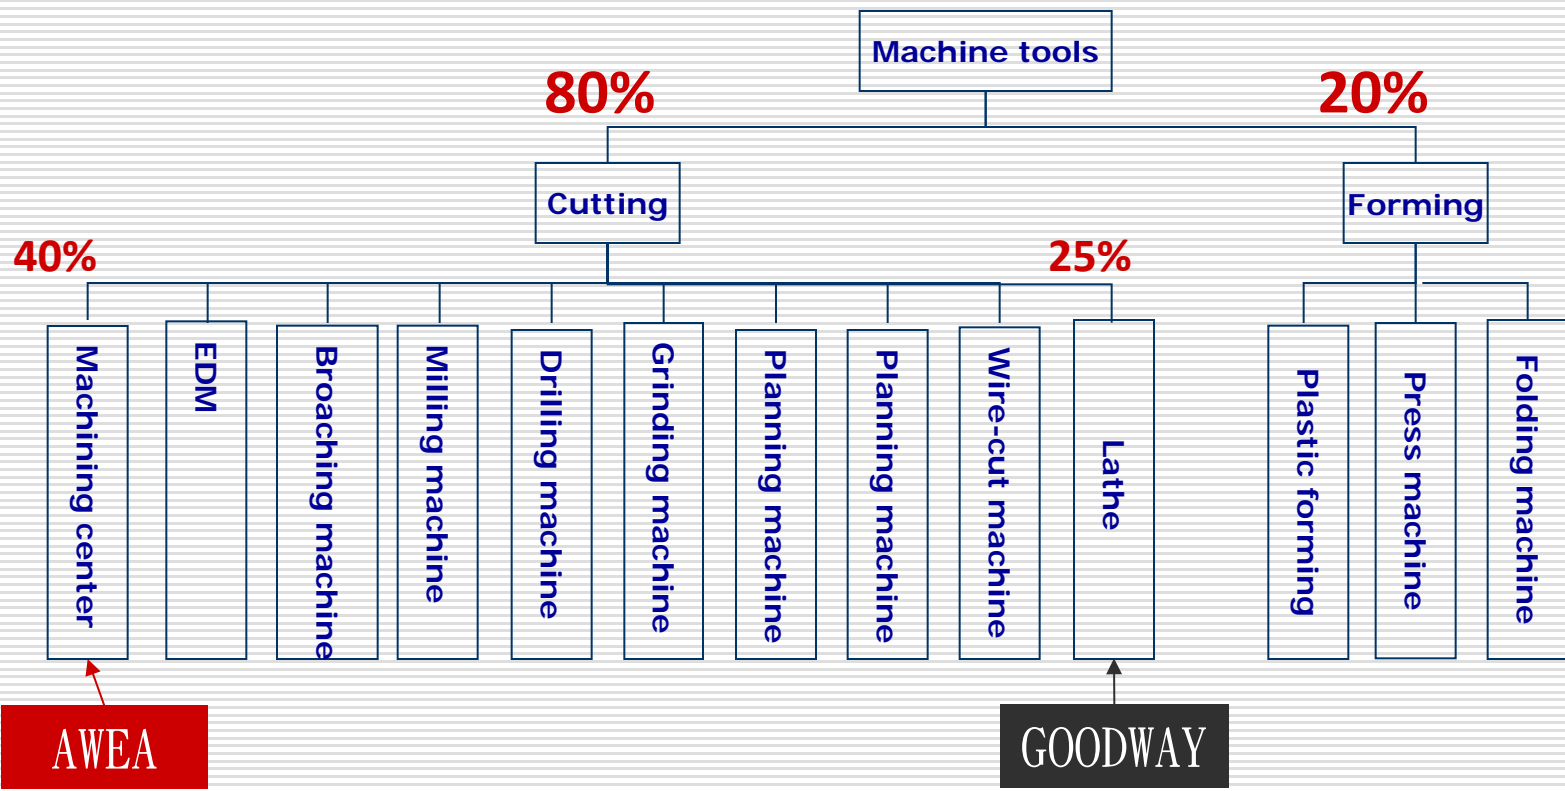 Machine tools
80%
20%
Cutting
Forming
40%
25%
Machining center
EDM
Broaching machine
Milling machine
Drilling machine
Grinding machine
Planning machine
Planning machine
Wire-cut machine
Lathe
Plastic forming
Press machine
Folding machine
AWEA
GOODWAY